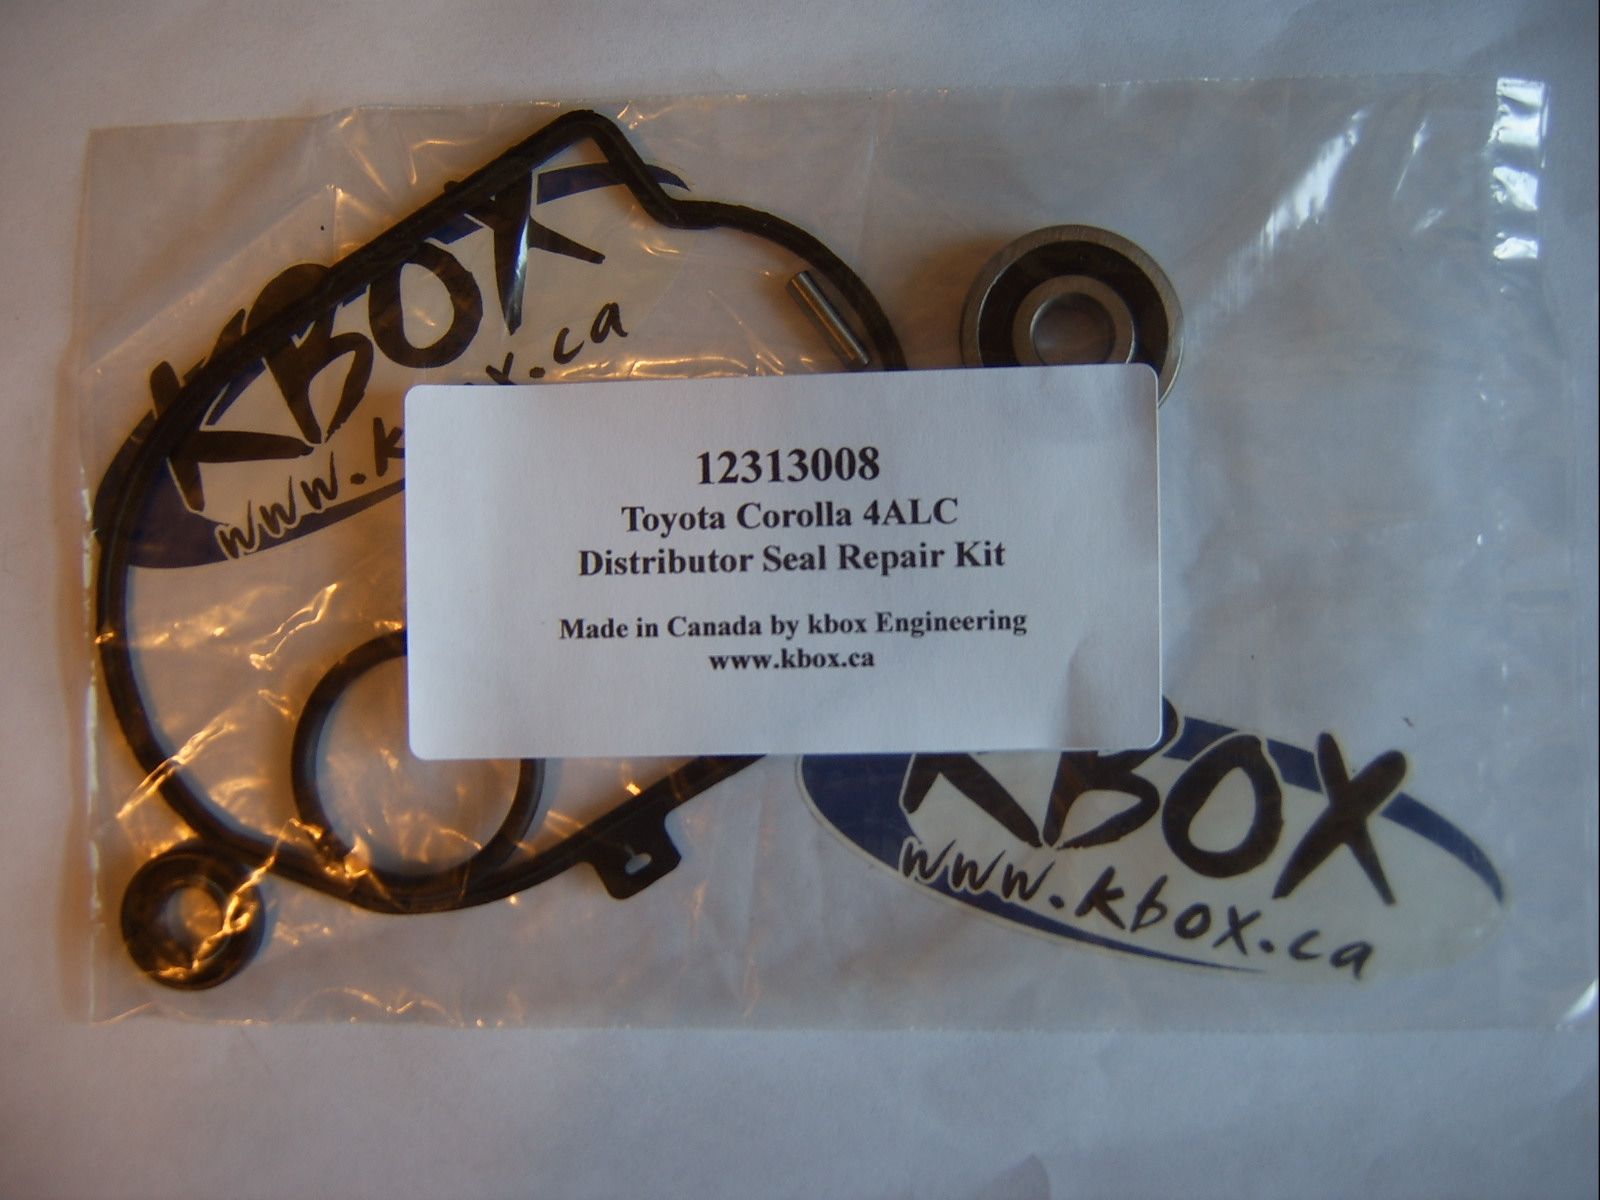 KBOX
www.kbox.ca
12313008
Toyota Corolla 4ALC
Distributor Seal Repair Kit
Made in Canada by kbox Engineering
www.kbox.ca
KBOX
www.kbox.ca